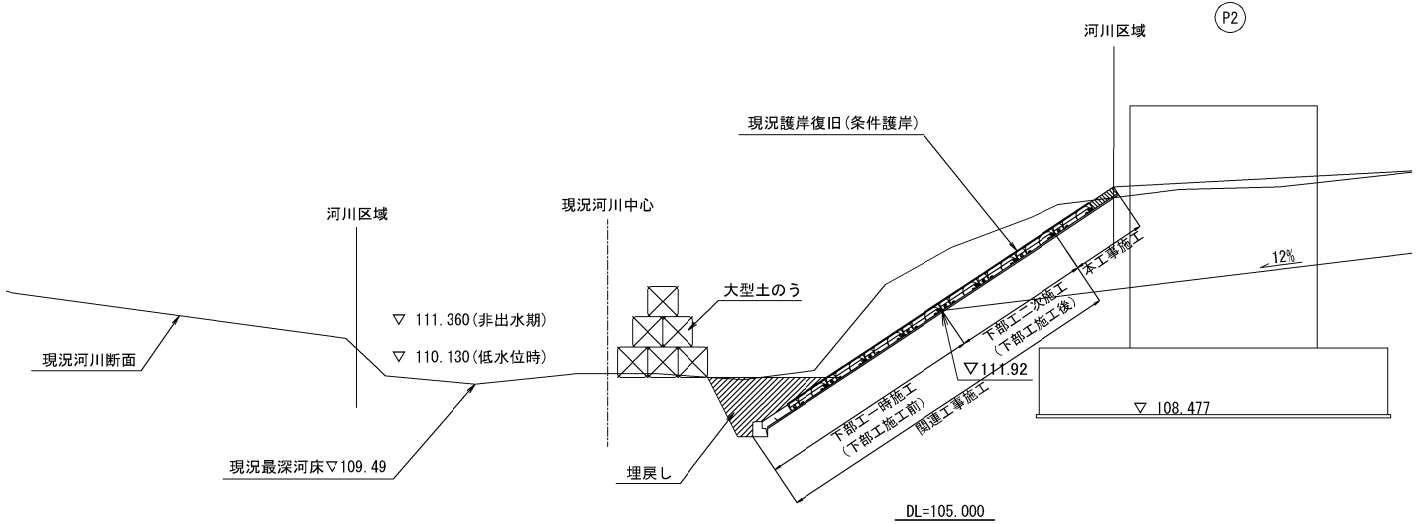 P2
河川区域
現況護岸復旧(条件護岸)
現況河川中心
河川区域
本工事施工
12%
大型土のう
▽ 111.360(非出水期)
下部工二次施工
(下部工施工後)
現況河川断面
▽ 110.130(低水位時)
▽111.92
下部工一時施工
(下部工施工前)
関連工事施工
▽ 108.477
現況最深河床▽109.49
埋戻し
DL=105.000